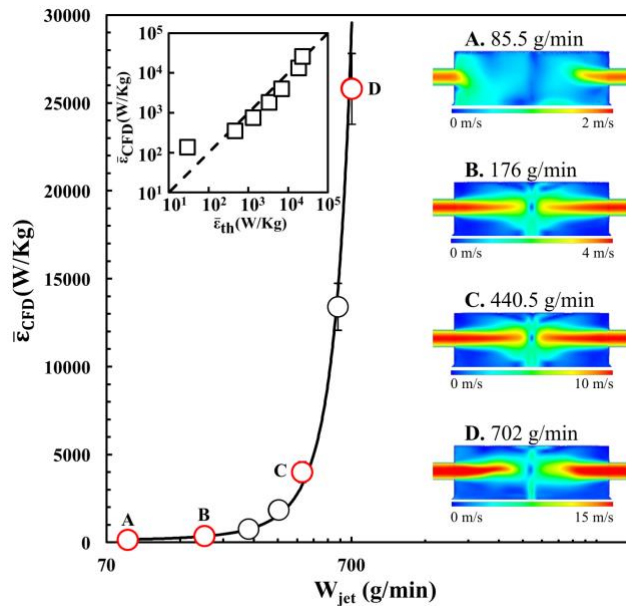 30000
25000
20000
15000
10000
5000
0
ε̄CFD(W/Kg)
70
700
Wjet (g/min)
A
B
C
D
10⁵
10⁴
10³
10²
10¹
ε̄CFD(W/Kg)
10¹ 10² 10³ 10⁴ 10⁵
ε̄th(W/Kg)
A. 85.5 g/min
0 m/s 2 m/s
B. 176 g/min
0 m/s 4 m/s
C. 440.5 g/min
0 m/s 10 m/s
D. 702 g/min
0 m/s 15 m/s